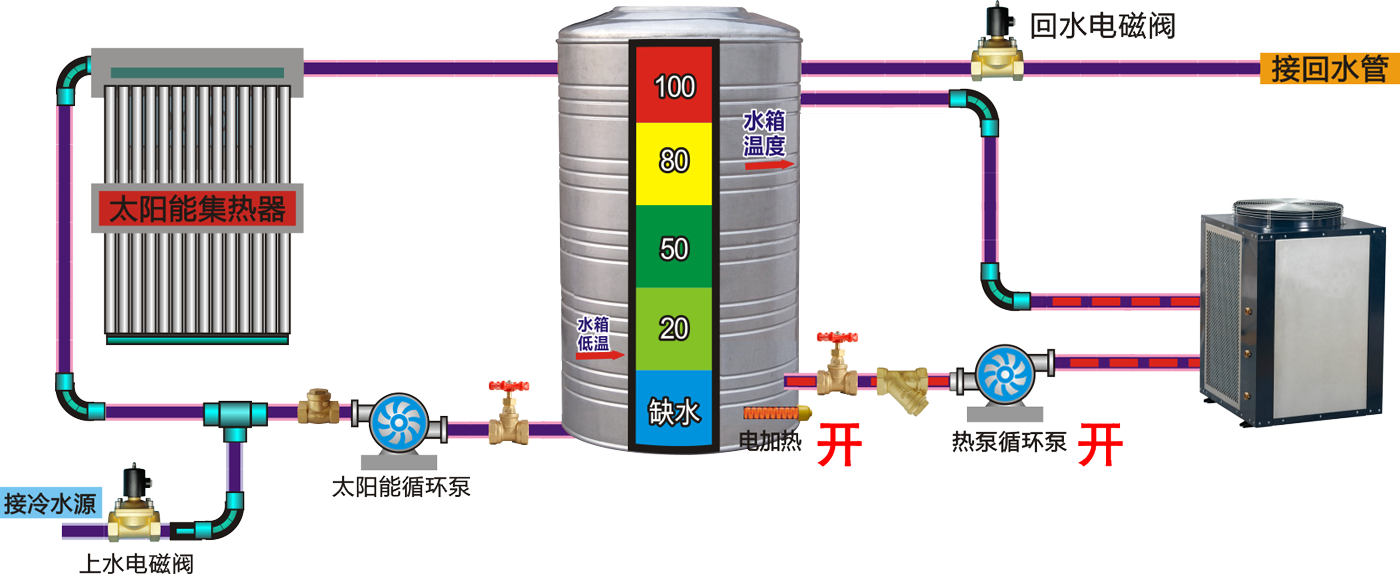 回水电磁阀
接回水管
100
水箱
温度
80
太阳能集热器
50
水箱
低温
20
缺水
电加热
开
热泵循环泵
开
太阳能循环泵
接冷水源
上水电磁阀